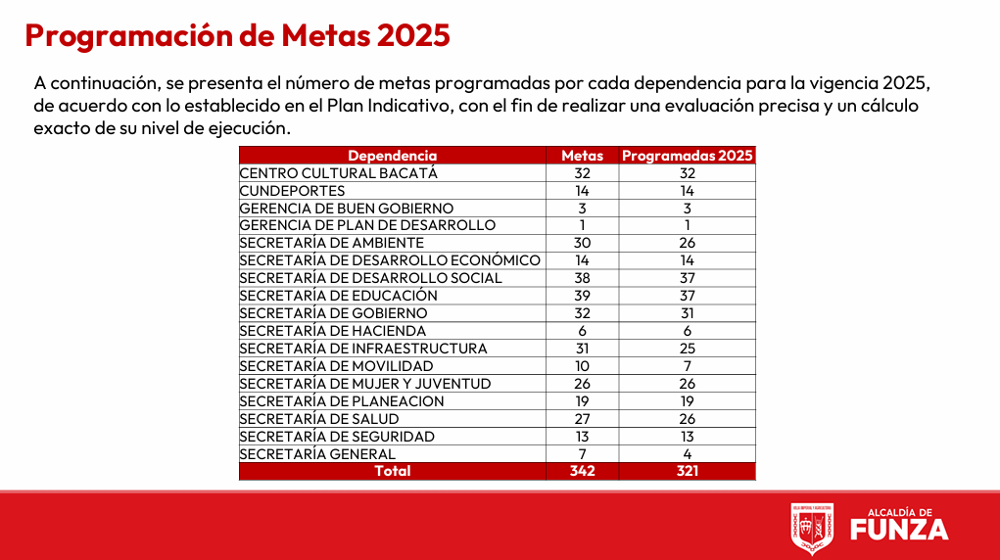 Programación de Metas 2025
A continuación, se presenta el número de metas programadas por cada dependencia para la vigencia 2025,
de acuerdo con lo establecido en el Plan Indicativo, con el fin de realizar una evaluación precisa y un cálculo
exacto de su nivel de ejecución.
Dependencia Metas Programadas 2025
CENTRO CULTURAL BACATÁ 32 32
CUNDEPORTES 14 14
GERENCIA DE BUEN GOBIERNO 3 3
GERENCIA DE PLAN DE DESARROLLO 1 1
SECRETARÍA DE AMBIENTE 30 26
SECRETARÍA DE DESARROLLO ECONÓMICO 14 14
SECRETARÍA DE DESARROLLO SOCIAL 38 37
SECRETARÍA DE EDUCACIÓN 39 37
SECRETARÍA DE GOBIERNO 32 31
SECRETARÍA DE HACIENDA 6 6
SECRETARÍA DE INFRAESTRUCTURA 31 25
SECRETARÍA DE MOVILIDAD 10 7
SECRETARÍA DE MUJER Y JUVENTUD 26 26
SECRETARÍA DE PLANEACION 19 19
SECRETARÍA DE SALUD 27 26
SECRETARÍA DE SEGURIDAD 13 13
SECRETARÍA GENERAL 7 4
Total 342 321
ALCALDÍA DE
FUNZA